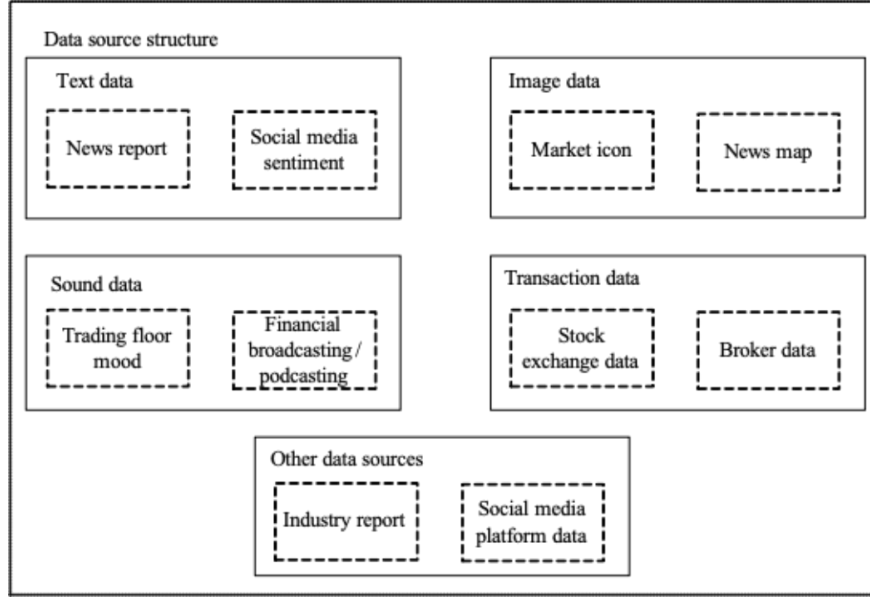 Data source structure
Text data
News report
Social media
sentiment
Image data
Market icon
News map
Sound data
Trading floor
mood
Financial
broadcasting /
podcasting
Transaction data
Stock
exchange data
Broker data
Other data sources
Industry report
Social media
platform data